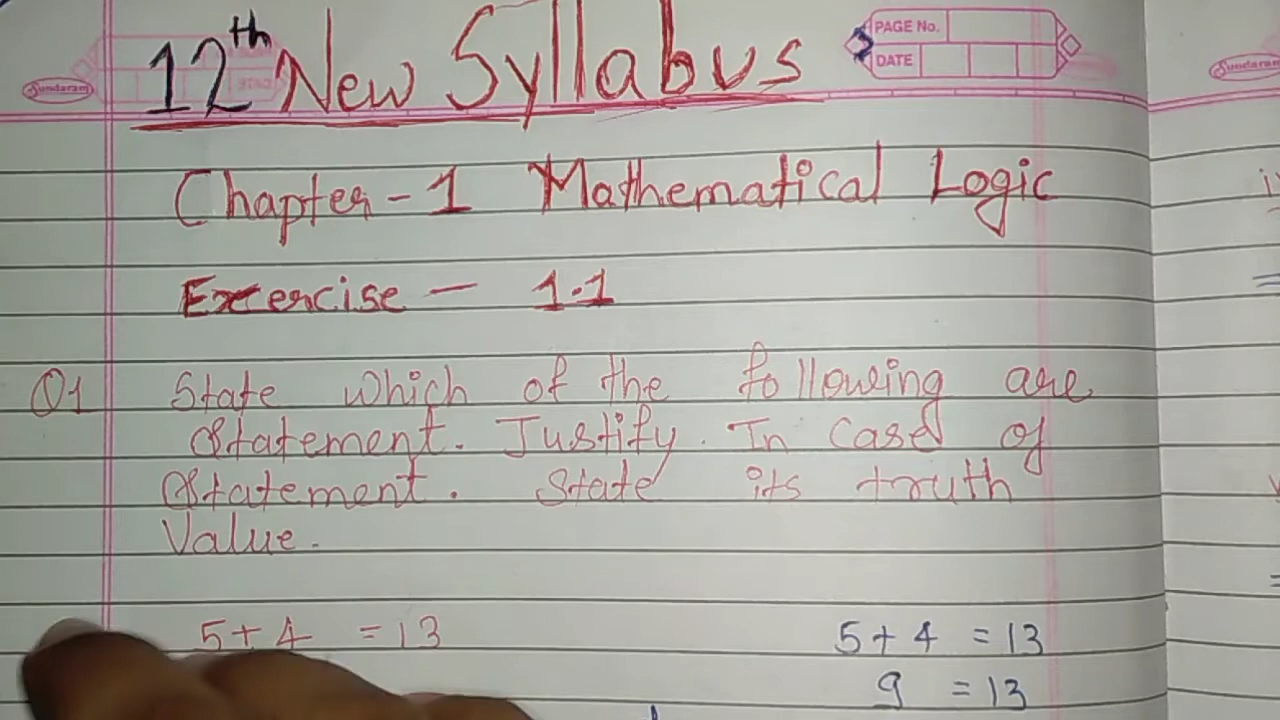 12th New Syllabus
PAGE No.
DATE
Sundaram
Sundaram
Chapter - 1 Mathematical Logic
Exercise - 1.1
Q1 State which of the following are
Statement. Justify. In case of
Statement. State its truth
Value.
5 + 4 = 13
5 + 4 = 13
9 = 13